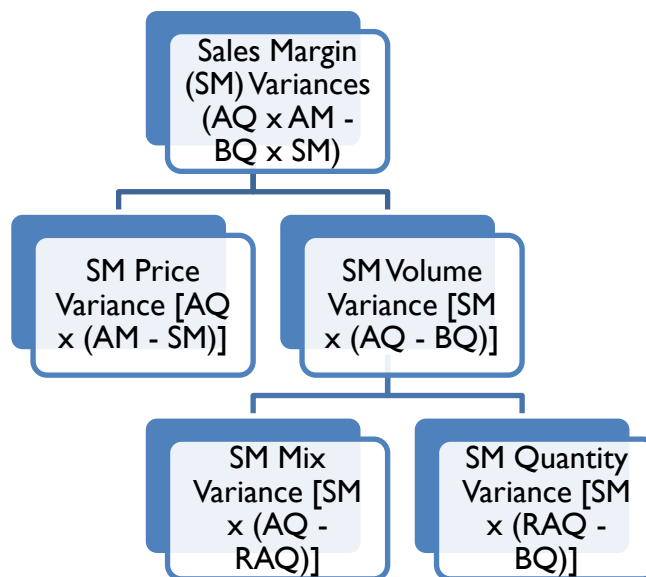 Sales Margin
(SM) Variances
(AQ x AM -
BQ x SM)
SM Price
Variance [AQ
x (AM - SM)]
SM Volume
Variance [SM
x (AQ - BQ)]
SM Mix
Variance [SM
x (AQ -
RAQ)]
SM Quantity
Variance [SM
x (RAQ -
BQ)]